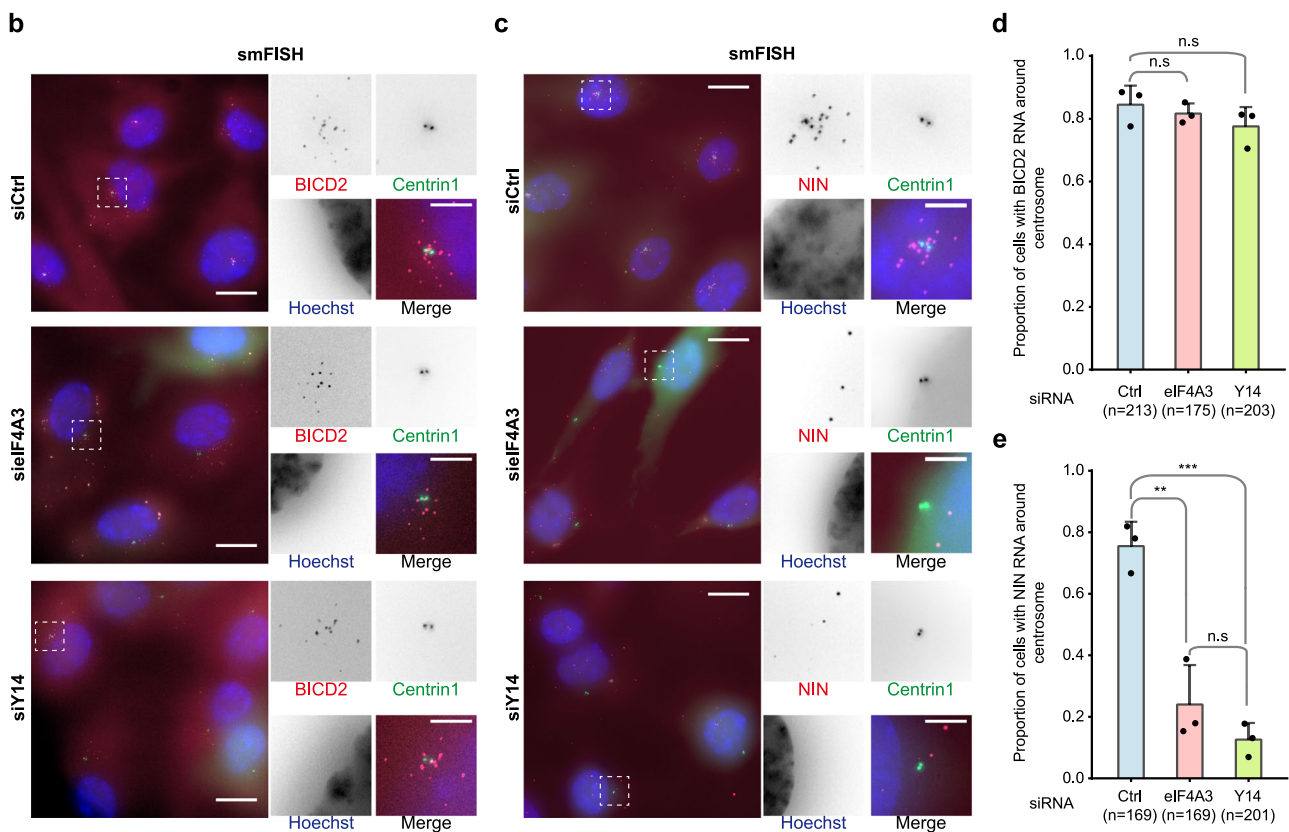 b
smFISH
siCtrl
BICD2
Centrin1
Hoechst
Merge
sieIF4A3
BICD2
Centrin1
Hoechst
Merge
siY14
BICD2
Centrin1
Hoechst
Merge
c
smFISH
siCtrl
NIN
Centrin1
Hoechst
Merge
sieIF4A3
NIN
Centrin1
Hoechst
Merge
siY14
NIN
Centrin1
Hoechst
Merge
d
Proportion of cells with BICD2 RNA around
centrosome
1.0
0.8
0.6
0.4
0.2
0.0
n.s
n.s
siRNA
Ctrl
(n=213)
eIF4A3
(n=175)
Y14
(n=203)
e
Proportion of cells with NIN RNA around
centrosome
1.0
0.8
0.6
0.4
0.2
0.0
***
**
n.s
siRNA
Ctrl
(n=169)
eIF4A3
(n=169)
Y14
(n=201)